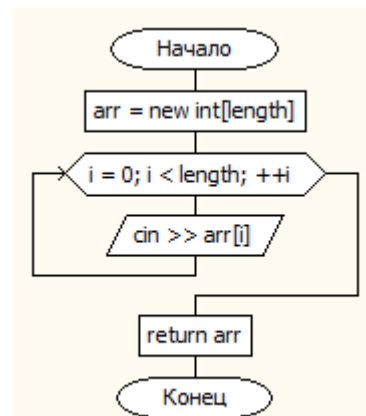 Начало
arr = new int[length]
i = 0; i < length; ++i
cin >> arr[i]
return arr
Конец